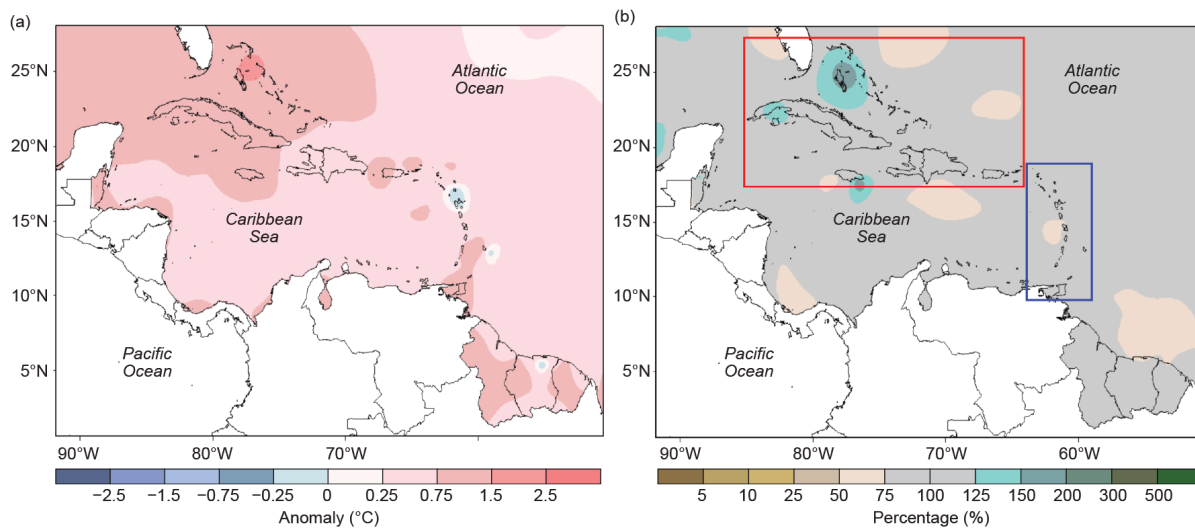 (a)
25°N
20°N
15°N
10°N
5°N
Atlantic
Ocean
Caribbean
Sea
Pacific
Ocean
90°W
80°W
70°W
−2.5
−1.5
−0.75
−0.25
0
0.25
0.75
1.5
2.5
Anomaly (°C)
(b)
25°N
20°N
15°N
10°N
5°N
Atlantic
Ocean
Caribbean
Sea
Pacific
Ocean
90°W
80°W
70°W
60°W
5
10
25
50
75
100
125
150
200
300
500
Percentage (%)